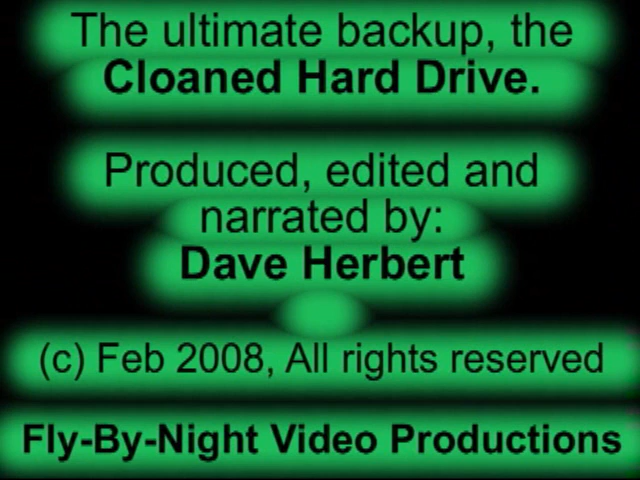 The ultimate backup, the
Cloaned Hard Drive.
Produced, edited and
narrated by:
Dave Herbert
(c) Feb 2008, All rights reserved
Fly-By-Night Video Productions